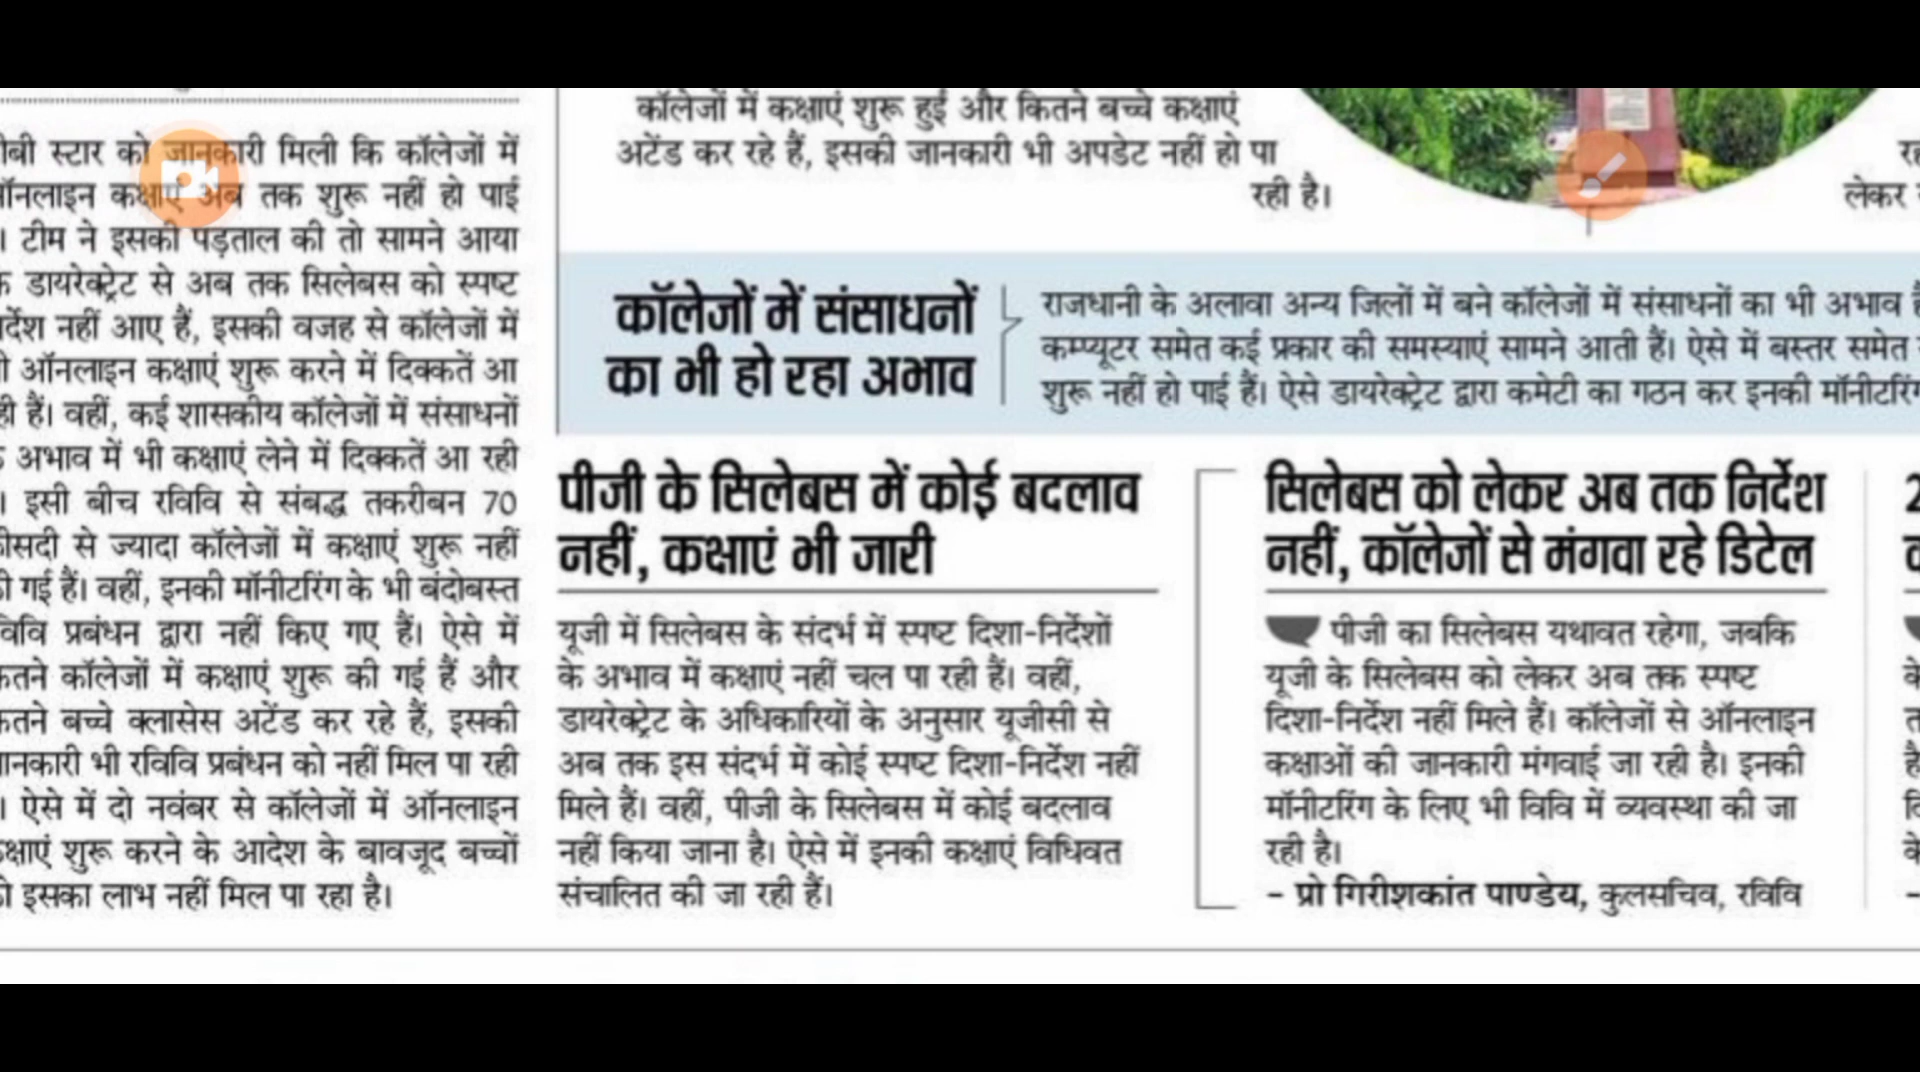 बी स्टार को जानकारी मिली कि कॉलेजों में
ऑनलाइन कक्षाएं अब तक शुरू नहीं हो पाई
। टीम ने इसकी पड़ताल की तो सामने आया
डायरेक्ट्रेट से अब तक सिलेबस को स्पष्ट
र्देश नहीं आए हैं, इसकी वजह से कॉलेजों में
ऑनलाइन कक्षाएं शुरू करने में दिक्कतें आ
ही हैं। वहीं, कई शासकीय कॉलेजों में संसाधनों
अभाव में भी कक्षाएं लेने में दिक्कतें आ रही
। इसी बीच रविवि से संबद्ध तकरीबन 70
ीसदी से ज्यादा कॉलेजों में कक्षाएं शुरू नहीं
ी गई हैं। वहीं, इनकी मॉनीटरिंग के भी बंदोबस्त
विवि प्रबंधन द्वारा नहीं किए गए हैं। ऐसे में
कतने कॉलेजों में कक्षाएं शुरू की गई हैं और
कतने बच्चे क्लासेस अटेंड कर रहे हैं, इसकी
ानकारी भी रविवि प्रबंधन को नहीं मिल पा रही
। ऐसे में दो नवंबर से कॉलेजों में ऑनलाइन
क्षाएं शुरू करने के आदेश के बावजूद बच्चों
ो इसका लाभ नहीं मिल पा रहा है।
कॉलेजों में कक्षाएं शुरू हुई और कितने बच्चे कक्षाएं
अटेंड कर रहे हैं, इसकी जानकारी भी अपडेट नहीं हो पा
रही है।
लेकर
कॉलेजों में संसाधनों
का भी हो रहा अभाव
राजधानी के अलावा अन्य जिलों में बने कॉलेजों में संसाधनों का भी अभाव
कम्प्यूटर समेत कई प्रकार की समस्याएं सामने आती हैं। ऐसे में बस्तर समेत
शुरू नहीं हो पाई हैं। ऐसे डायरेक्ट्रेट द्वारा कमेटी का गठन कर इनकी मॉनीटरिंग
पीजी के सिलेबस में कोई बदलाव
नहीं, कक्षाएं भी जारी
यूजी में सिलेबस के संदर्भ में स्पष्ट दिशा-निर्देशों
के अभाव में कक्षाएं नहीं चल पा रही हैं। वहीं,
डायरेक्ट्रेट के अधिकारियों के अनुसार यूजीसी से
अब तक इस संदर्भ में कोई स्पष्ट दिशा-निर्देश नहीं
मिले हैं। वहीं, पीजी के सिलेबस में कोई बदलाव
नहीं किया जाना है। ऐसे में इनकी कक्षाएं विधिवत
संचालित की जा रही हैं।
सिलेबस को लेकर अब तक निर्देश
नहीं, कॉलेजों से मंगवा रहे डिटेल
पीजी का सिलेबस यथावत रहेगा, जबकि
यूजी के सिलेबस को लेकर अब तक स्पष्ट
दिशा-निर्देश नहीं मिले हैं। कॉलेजों से ऑनलाइन
कक्षाओं की जानकारी मंगवाई जा रही है। इनकी
मॉनीटरिंग के लिए भी विवि में व्यवस्था की जा
रही है।
- प्रो गिरीशकांत पाण्डेय, कुलसचिव, रविवि